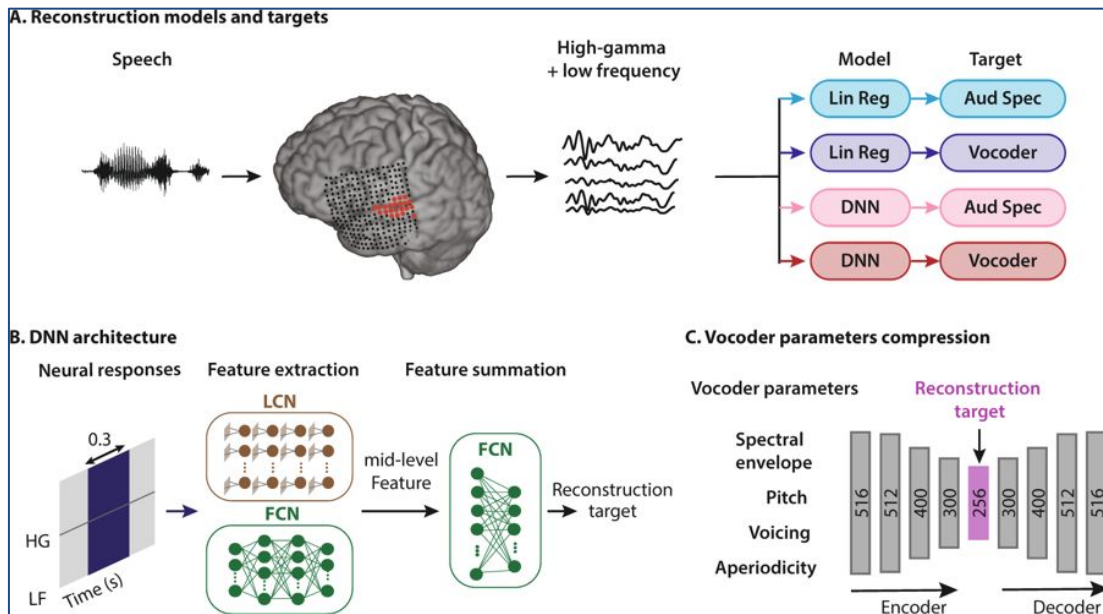 A. Reconstruction models and targets
Speech
High-gamma
+ low frequency
Model
Target
Lin Reg
Aud Spec
Lin Reg
Vocoder
DNN
Aud Spec
DNN
Vocoder
B. DNN architecture
Neural responses
Feature extraction
Feature summation
0.3
HG
LF
Time (s)
LCN
FCN
mid-level
Feature
FCN
Reconstruction
target
C. Vocoder parameters compression
Vocoder parameters
Reconstruction
target
Spectral
envelope
Pitch
Voicing
Aperiodicity
516
512
400
300
256
300
400
512
516
Encoder
Decoder